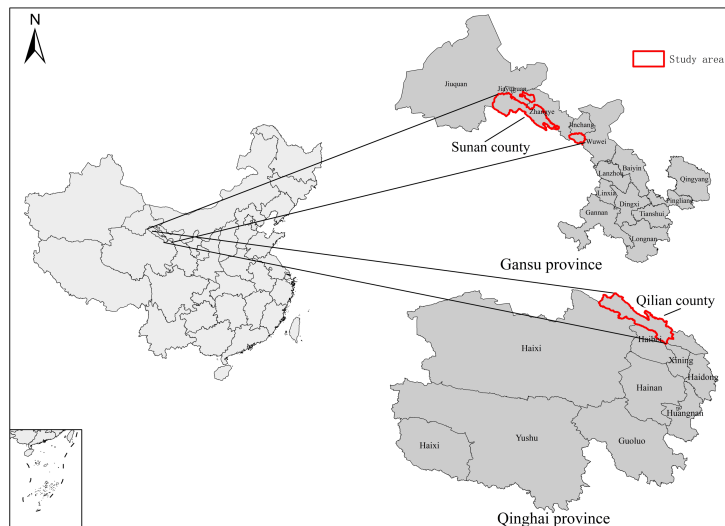 N
Study area
Jiuquan
Jiayuguan
Zhangye
Jinchang
Sunan county
Wuwei
Baiyin
Lanzhou
Qingyang
Linxia
Dingxi
Pingliang
Gannan
Tianshui
Longnan
Gansu province
Qilian county
Haibei
Haixi
Xining
Haidong
Hainan
Huangnan
Haixi
Yushu
Guoluo
Qinghai province